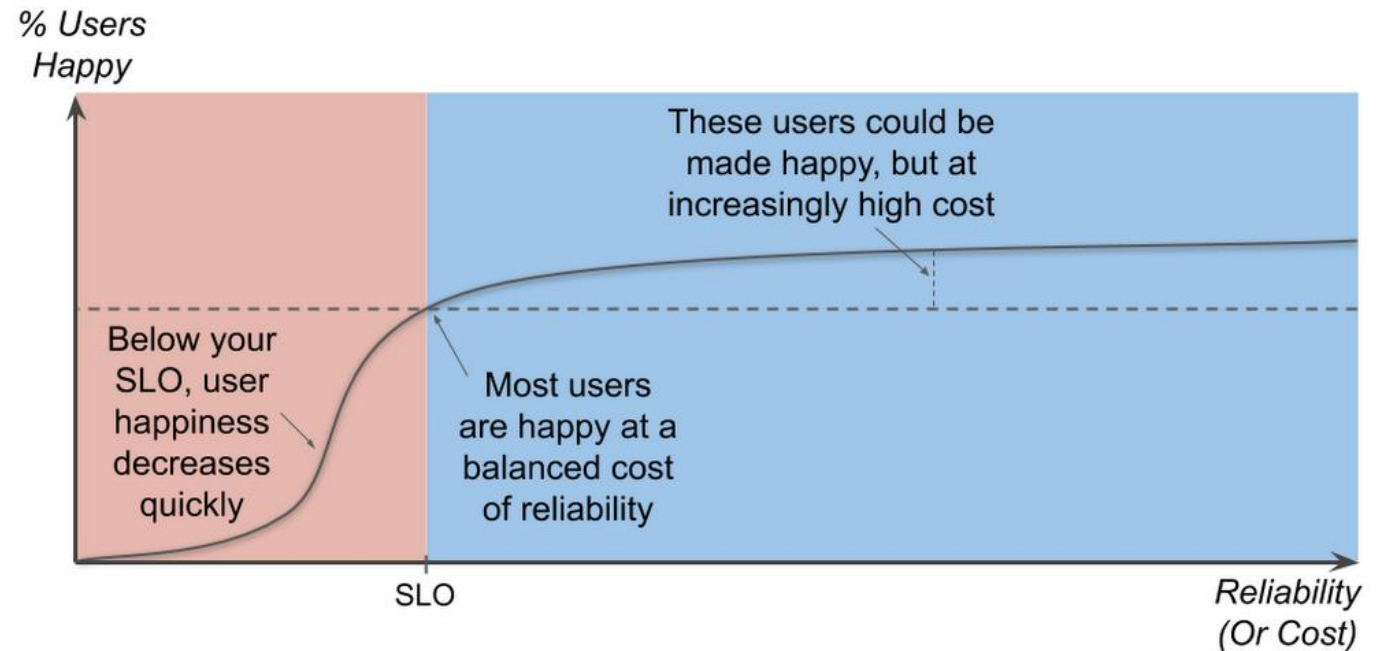 % Users
Happy
These users could be
made happy, but at
increasingly high cost
Below your
SLO, user
happiness
decreases
quickly
Most users
are happy at a
balanced cost
of reliability
SLO
Reliability
(Or Cost)